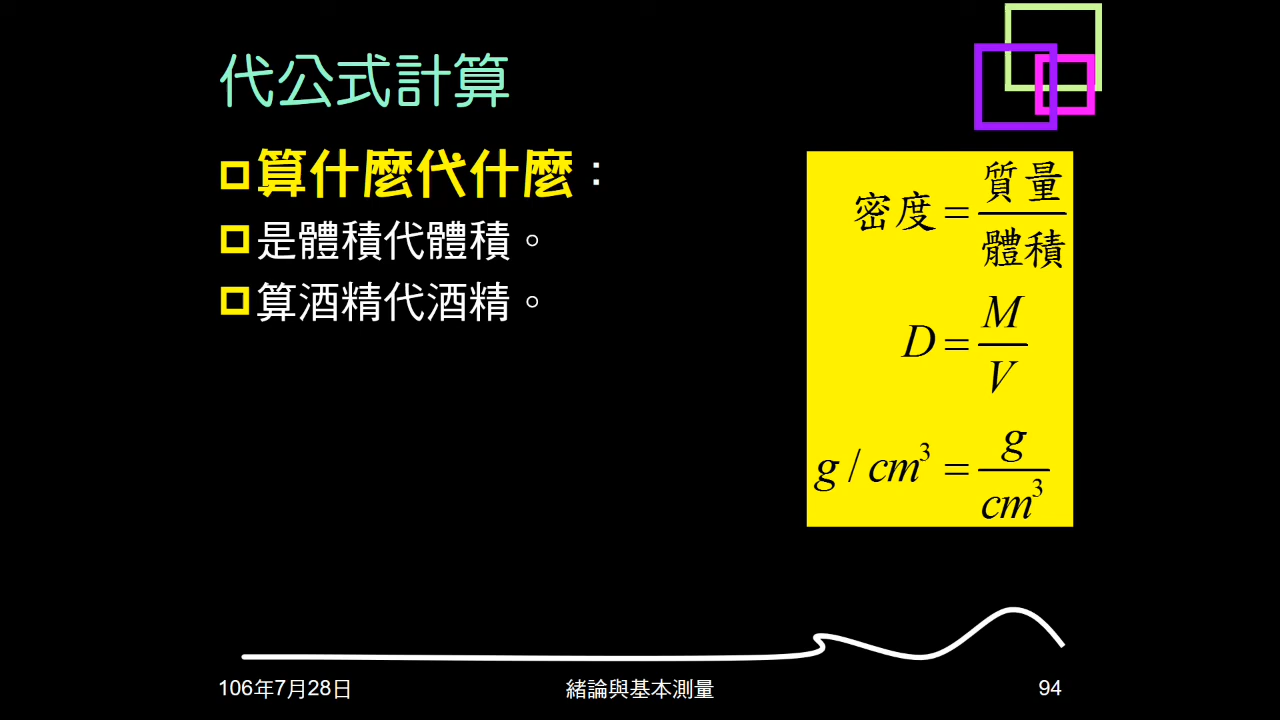 代公式計算
算什麼代什麼：
是體積代體積。
算酒精代酒精。
密度=質量/體積
D=M/V
g/cm³=g/cm³
106年7月28日
緒論與基本測量
94